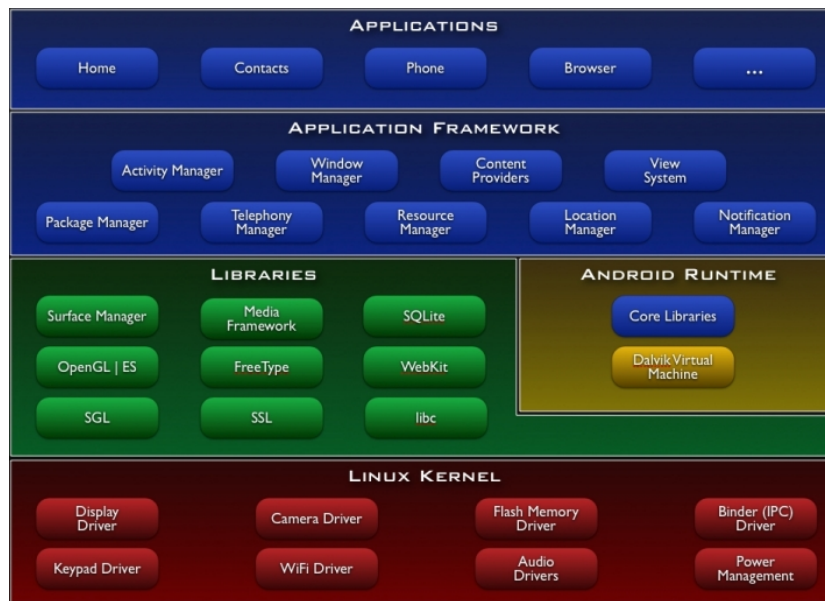 APPLICATIONS
Home Contacts Phone Browser ...
APPLICATION FRAMEWORK
Activity Manager
Window
Manager
Content
Providers
View
System
Package Manager
Telephony
Manager
Resource
Manager
Location
Manager
Notification
Manager
LIBRARIES
Surface Manager
Media
Framework
SQLite
OpenGL | ES
FreeType
WebKit
SGL
SSL
libc
ANDROID RUNTIME
Core Libraries
Dalvik Virtual
Machine
LINUX KERNEL
Display
Driver
Camera Driver
Flash Memory
Driver
Binder (IPC)
Driver
Keypad Driver
WiFi Driver
Audio
Drivers
Power
Management